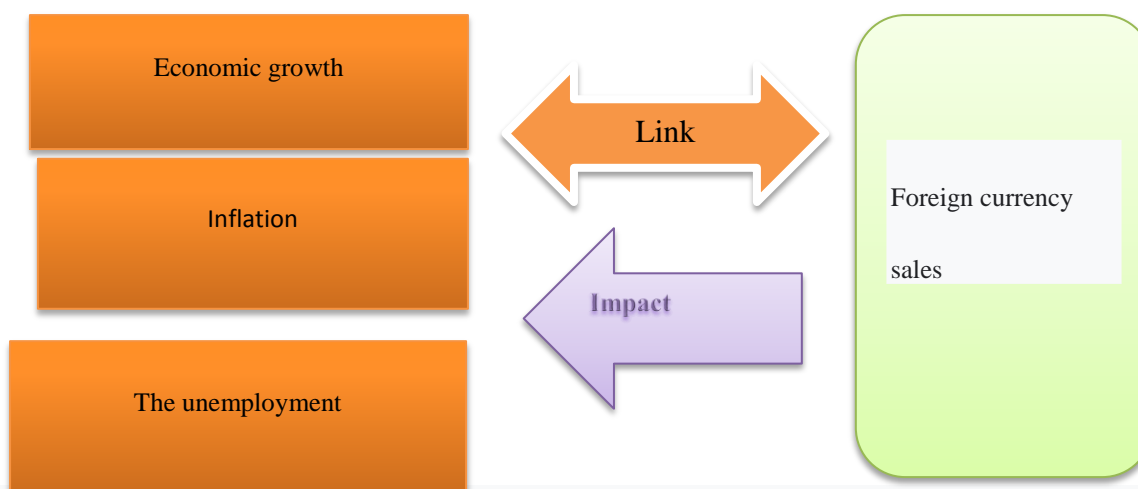 Economic growth
Link
Inflation
Foreign currency
sales
Impact
The unemployment